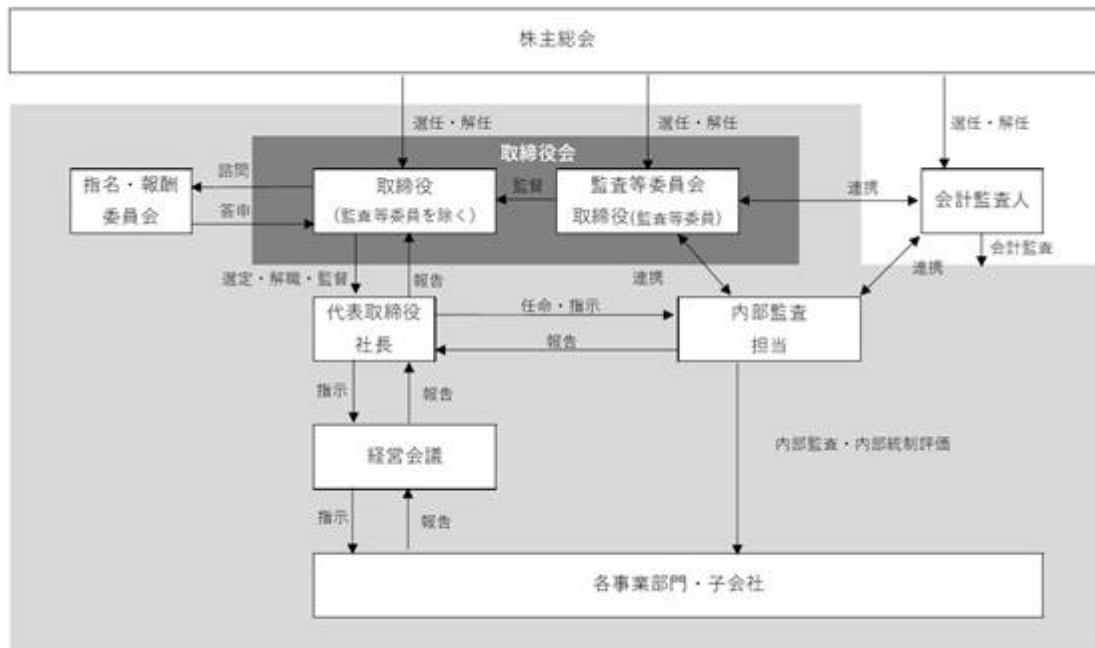 株主総会
選任・解任
選任・解任
選任・解任
取締役会
指名・報酬
委員会
諮問
答申
取締役
(監査等委員を除く)
監督
監査等委員会
取締役(監査等委員)
連携
会計監査人
会計監査
選定・解職・監督
報告
連携
連携
代表取締役
社長
任命・指示
報告
内部監査
担当
指示
報告
経営会議
内部監査・内部統制評価
指示
報告
各事業部門・子会社